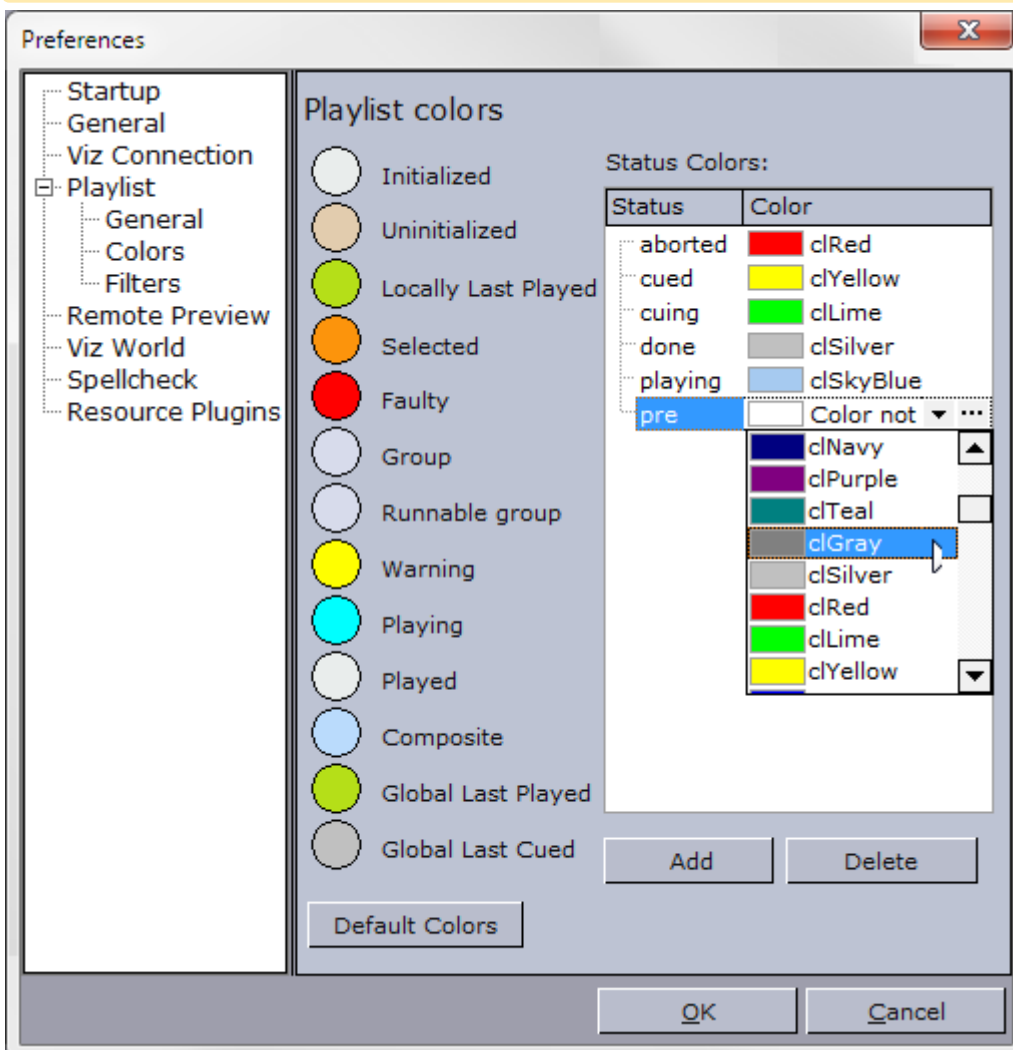 Preferences
Startup
General
Viz Connection
Playlist
General
Colors
Filters
Remote Preview
Viz World
Spellcheck
Resource Plugins
Playlist colors
Initialized
Uninitialized
Locally Last Played
Selected
Faulty
Group
Runnable group
Warning
Playing
Played
Composite
Global Last Played
Global Last Cued
Default Colors
Status Colors:
Status Color
aborted clRed
cued clYellow
cuing clLime
done clSilver
playing clSkyBlue
pre Color not ...
clNavy
clPurple
clTeal
clGray
clSilver
clRed
clLime
clYellow
Add Delete
OK Cancel